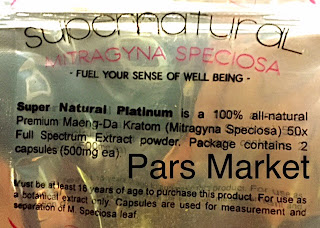 supernatural
MITRAGYNA SPECIOSA
- FUEL YOUR SENSE OF WELL BEING -
Super Natural Platinum is a 100% all-natural
Premium Maeng-Da Kratom (Mitragyna Speciosa) 50x
Full Spectrum Extract powder. Package contains 2
capsules (500mg ea)
Pars Market
Must be at least 18 years of age to purchase this product. For use as
a botanical extract only. Capsules are used for measurement and
separation of M. Speciosa leaf